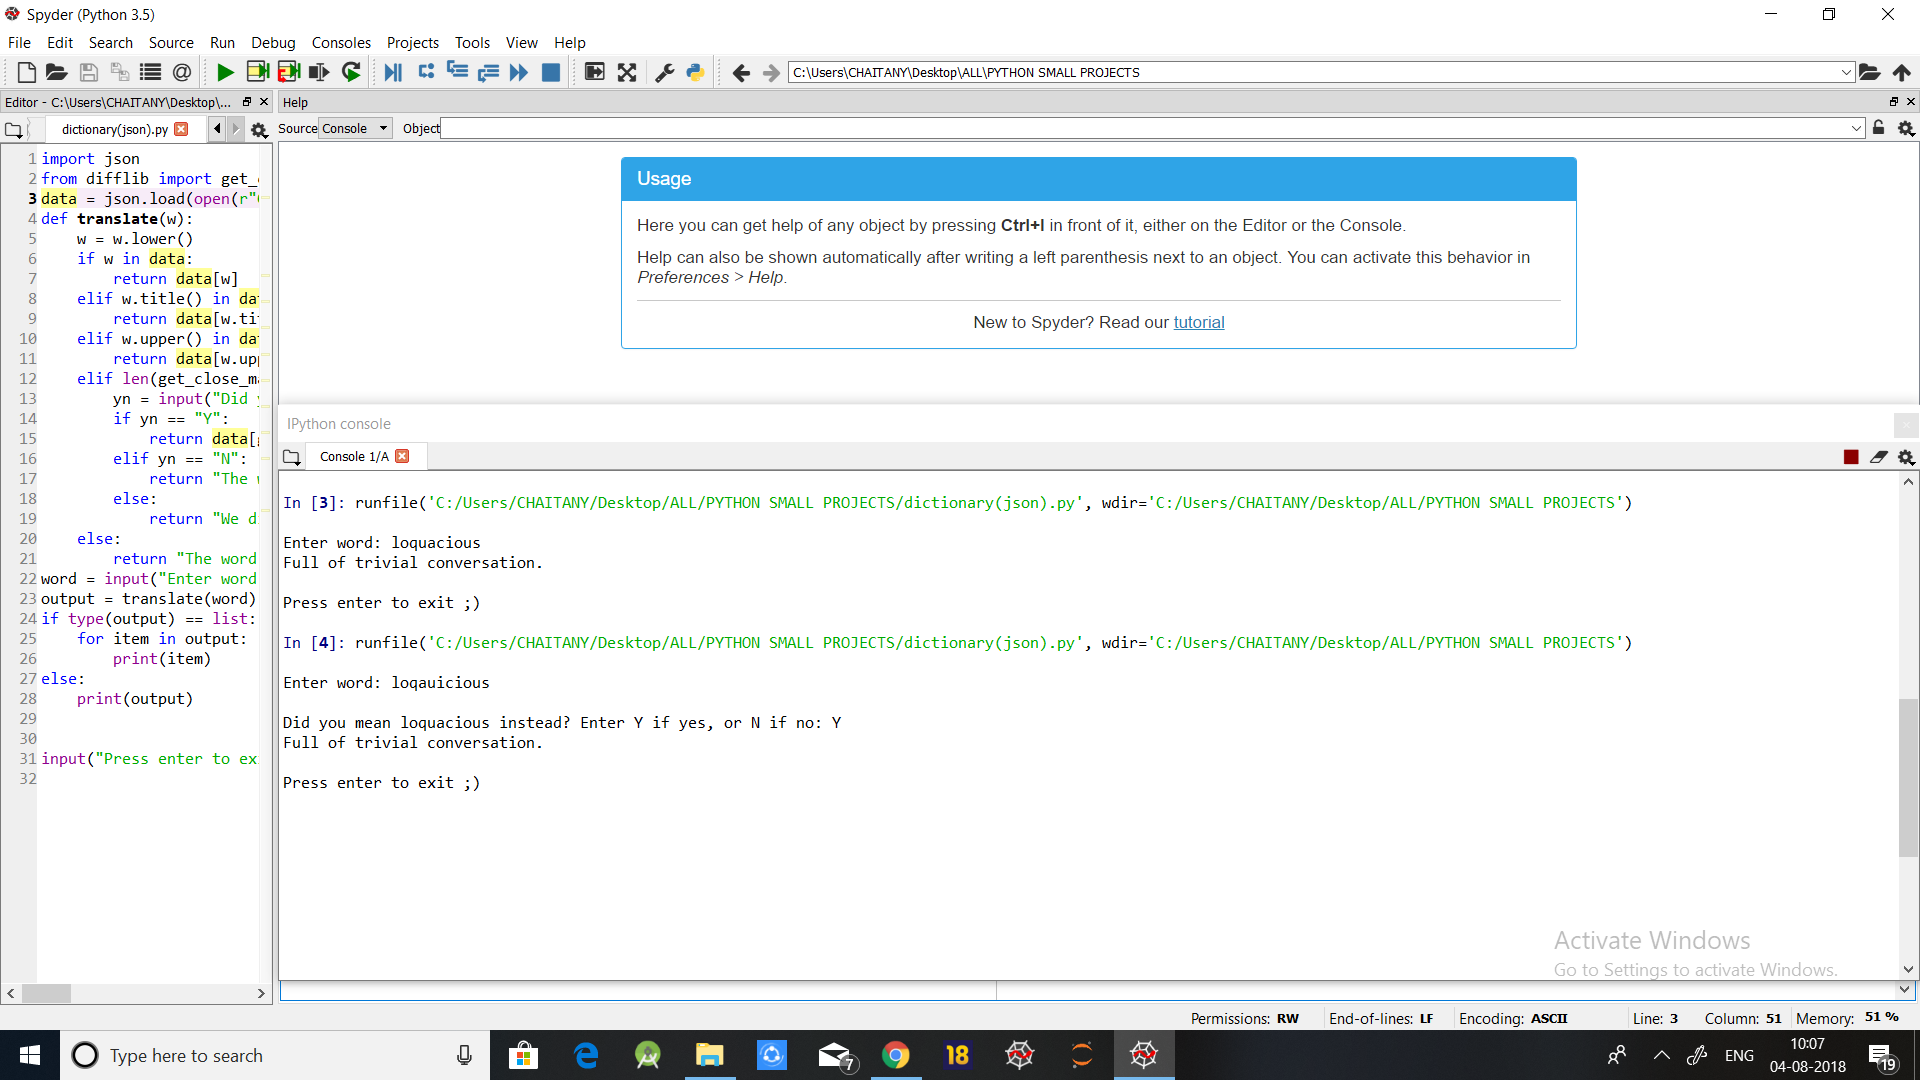 Spyder (Python 3.5)
File Edit Search Source Run Debug Consoles Projects Tools View Help
C:\Users\CHAITANY\Desktop\ALL\PYTHON SMALL PROJECTS
Editor - C:\Users\CHAITANY\Desktop\...
Help
dictionary(json).py
Source Console Object
1 import json
2 from difflib import get_
3 data = json.load(open(r"
4 def translate(w):
5 w = w.lower()
6 if w in data:
7 return data[w]
8 elif w.title() in da
9 return data[w.ti
10 elif w.upper() in da
11 return data[w.up
12 elif len(get_close_m
13 yn = input("Did
14 if yn == "Y":
15 return data[
16 elif yn == "N":
17 return "The
18 else:
19 return "We d
20 else:
21 return "The word
22 word = input("Enter word
23 output = translate(word)
24 if type(output) == list:
25 for item in output:
26 print(item)
27 else:
28 print(output)
29
30
31 input("Press enter to ex
32
Usage
Here you can get help of any object by pressing Ctrl+I in front of it, either on the Editor or the Console.
Help can also be shown automatically after writing a left parenthesis next to an object. You can activate this behavior in
Preferences > Help.
New to Spyder? Read our tutorial
IPython console
Console 1/A
In [3]: runfile('C:/Users/CHAITANY/Desktop/ALL/PYTHON SMALL PROJECTS/dictionary(json).py', wdir='C:/Users/CHAITANY/Desktop/ALL/PYTHON SMALL PROJECTS')
Enter word: loquacious
Full of trivial conversation.
Press enter to exit ;)
In [4]: runfile('C:/Users/CHAITANY/Desktop/ALL/PYTHON SMALL PROJECTS/dictionary(json).py', wdir='C:/Users/CHAITANY/Desktop/ALL/PYTHON SMALL PROJECTS')
Enter word: loqauicious
Did you mean loquacious instead? Enter Y if yes, or N if no: Y
Full of trivial conversation.
Press enter to exit ;)
Activate Windows
Go to Settings to activate Windows.
Permissions: RW End-of-lines: LF Encoding: ASCII Line: 3 Column: 51 Memory: 51 %
Type here to search
7
18
ENG
10:07
04-08-2018
19